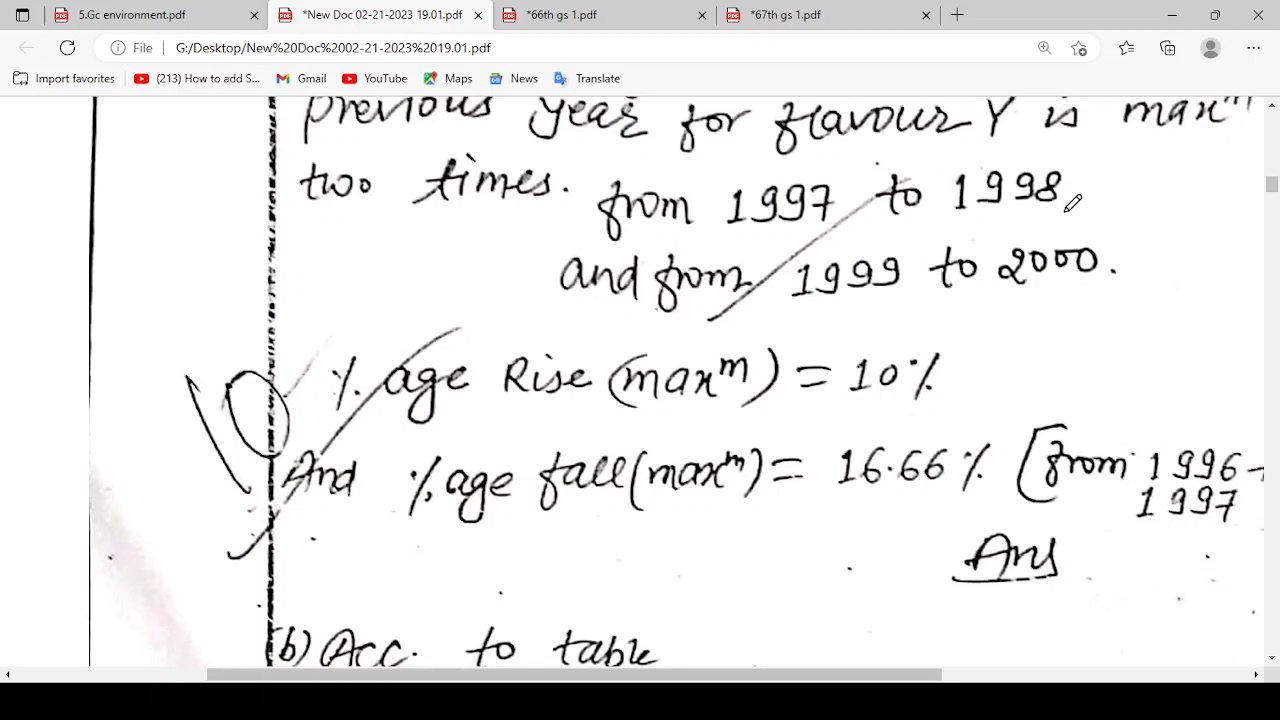 5.Gc environment.pdf
*New Doc 02-21-2023 19.01.pdf
*66th gs 1.pdf
*67th gs 1.pdf
File
G:/Desktop/New%20Doc%2002-21-2023%2019.01.pdf
Import favorites
(213) How to add S...
Gmail
YouTube
Maps
News
Translate
previous year for flavour Y is maxm
two times. from 1997 to 1998,
and from 1999 to 2000.
%age Rise (maxm) = 10%
And %age fall (maxm) = 16.66% [from 1996-
1997
Ans
(b) Acc. to table